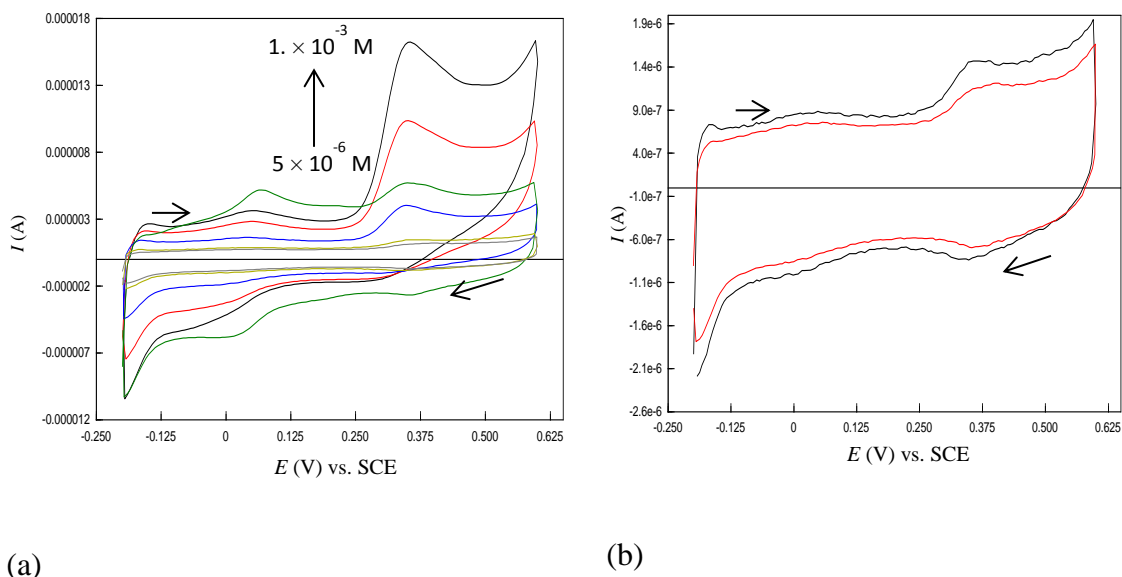 0.000018
0.000013
0.000008
0.000003
-0.000002
-0.000007
-0.000012
I (A)
1. × 10⁻³ M
5 × 10⁻⁶ M
-0.250 -0.125 0 0.125 0.250 0.375 0.500 0.625
E (V) vs. SCE
(a)
1.9e-6
1.4e-6
9.0e-7
4.0e-7
-1.0e-7
-6.0e-7
-1.1e-6
-1.6e-6
-2.1e-6
-2.6e-6
I (A)
-0.250 -0.125 0 0.125 0.250 0.375 0.500 0.625
E (V) vs. SCE
(b)